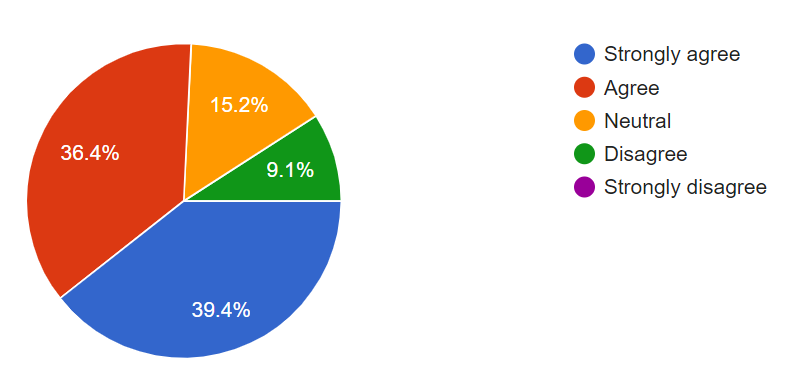 Strongly agree
Agree
Neutral
Disagree
Strongly disagree
15.2%
36.4%
9.1%
39.4%